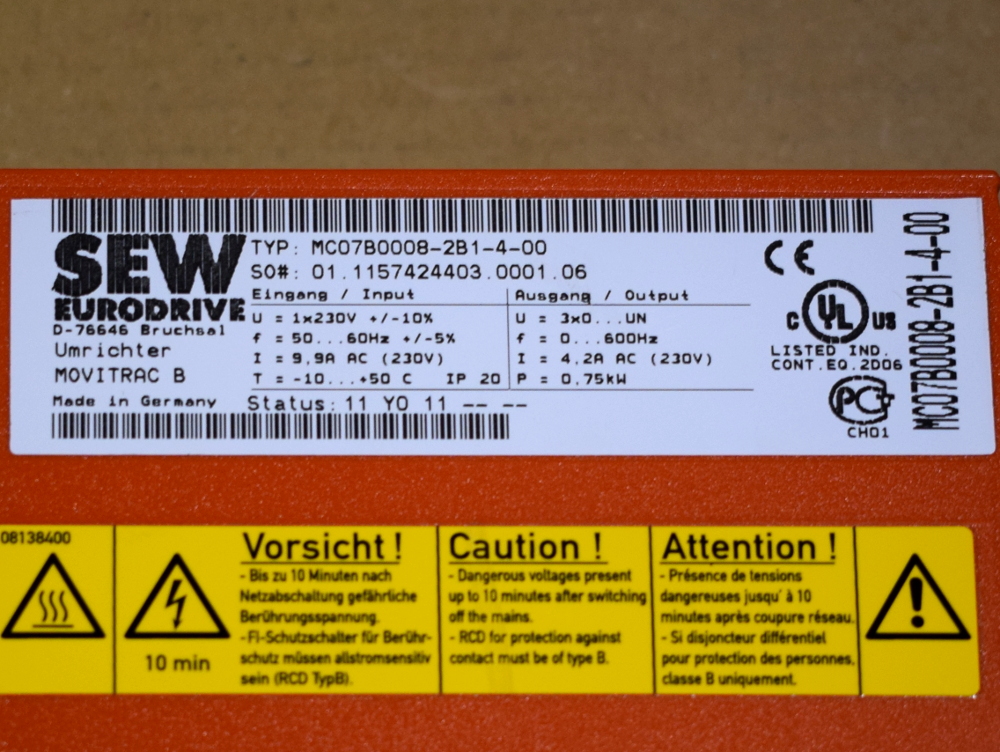 SEW
EURODRIVE
D-76646 Bruchsal
Umrichter
MOVITRAC B
Made in Germany
TYP: MC07B0008-2B1-4-00
SO#: 01.1157424403.0001.06
Eingang / Input
U = 1x230V +/-10%
f = 50...60Hz +/-5%
I = 9,9A AC (230V)
T = -10...+50 C IP 20
Ausgang / Output
U = 3x0...UN
f = 0...600Hz
I = 4,2A AC (230V)
P = 0,75kW
Status: 11 Y0 11 -- --
CE
C UL US
LISTED IND.
CONT.EQ.2D06
PC
CH01
MC07B0008-2B1-4-00
08138400
10 min
Vorsicht !
- Bis zu 10 Minuten nach
Netzabschaltung gefährliche
Berührungsspannung.
-FI-Schutzschalter für Berühr-
schutz müssen allstromsensitiv
sein (RCD TypB).
Caution !
- Dangerous voltages present
up to 10 minutes after switching
off the mains.
- RCD for protection against
contact must be of type B.
Attention !
- Présence de tensions
dangereuses jusqu' à 10
minutes après coupure réseau.
- Si disjoncteur différentiel
pour protection des personnes,
classe B uniquement.